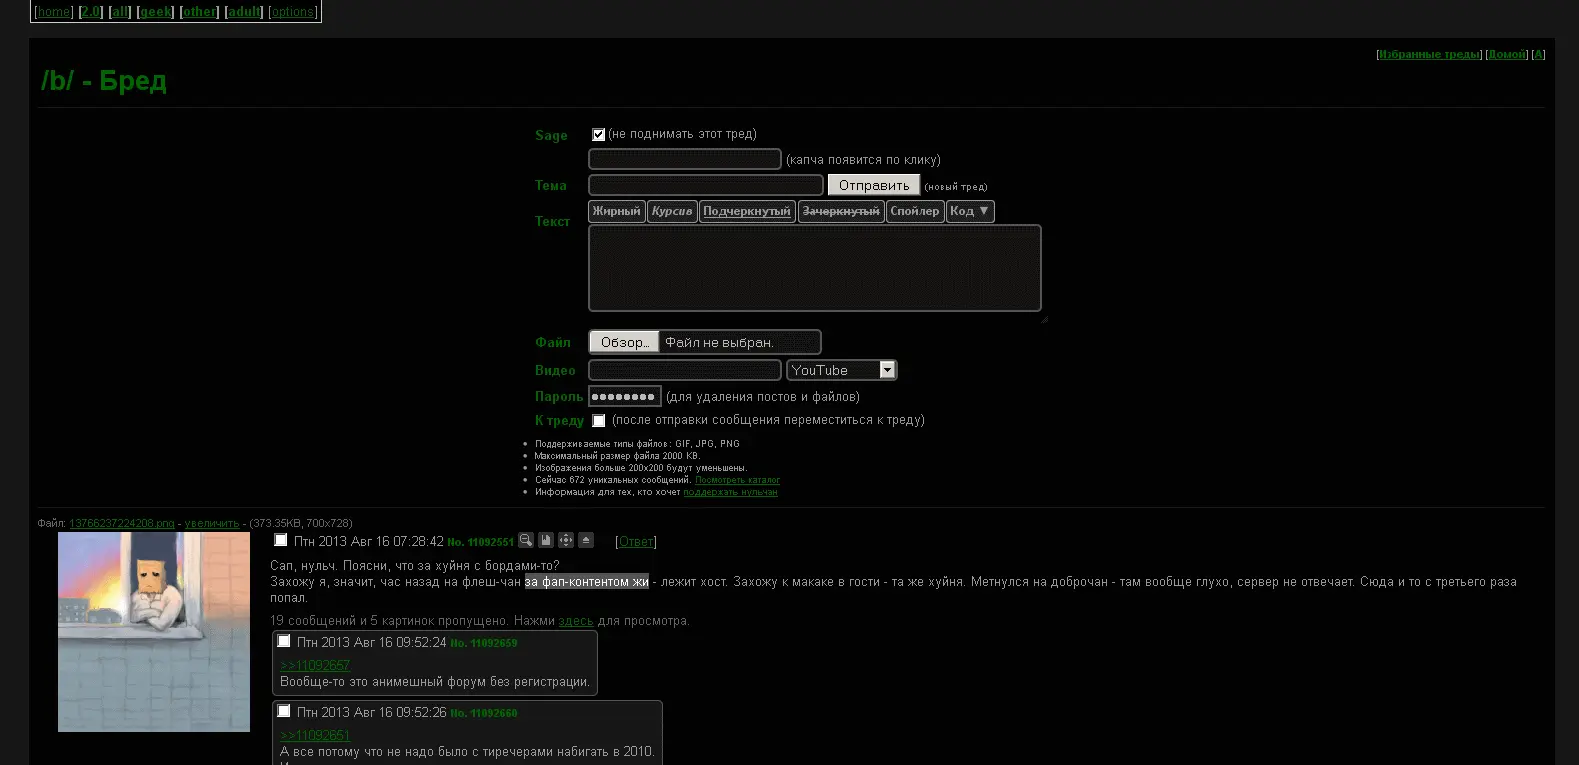 [home] [2.0] [all] [geek] [other] [adult] [options]
[Избранные треды] [Домой] [A]
/b/ - Бред
Sage (не поднимать этот тред)
(капча появится по клику)
Тема Отправить (новый тред)
Жирный Курсив Подчеркнутый Зачеркнутый Спойлер Код ▼
Текст
Файл Обзор... Файл не выбран.
Видео YouTube
Пароль ●●●●●●●● (для удаления постов и файлов)
К треду (после отправки сообщения переместиться к треду)
• Поддерживаемые типы файлов: GIF, JPG, PNG
• Максимальный размер файла 2000 KB.
• Изображения больше 200x200 будут уменьшены.
• Сейчас 672 уникальных сообщений. Посмотреть каталог
• Информация для тех, кто хочет поддержать нульчан
Файл: 13766237224208.png - увеличить - (373.35KB, 700x728)
Птн 2013 Авг 16 07:28:42 No. 11092551 [Ответ]
Сап, нульч. Поясни, что за хуйня с бордами-то?
Захожу я, значит, час назад на флеш-чан за фап-контентом жи - лежит хост. Захожу к макаке в гости - та же хуйня. Метнулся на доброчан - там вообще глухо, сервер не отвечает. Сюда и то с третьего раза
попал.
19 сообщений и 5 картинок пропущено. Нажми здесь для просмотра.
Птн 2013 Авг 16 09:52:24 No. 11092659
>>11092657
Вообще-то это анимешный форум без регистрации.
Птн 2013 Авг 16 09:52:26 No. 11092660
>>11092651
А все потому что не надо было с тиречерами набигать в 2010.